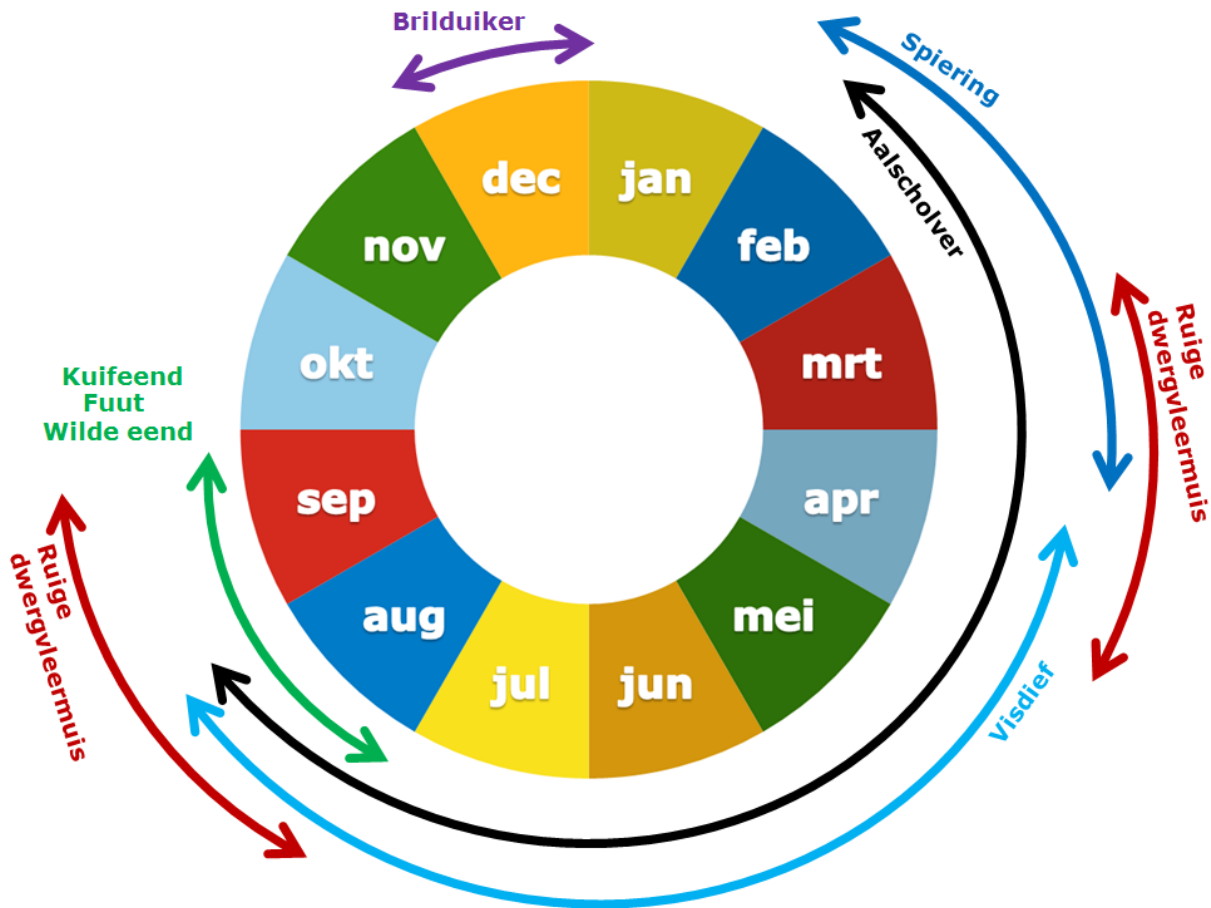 Brilduiker
Spiering
Aalscholver
dec
jan
nov
feb
okt
mrt
Kuifeend
Fuut
Wilde eend
Ruige
dwergvleermuis
sep
apr
aug
mei
jul
jun
Ruige
dwergvleermuis
Visdief